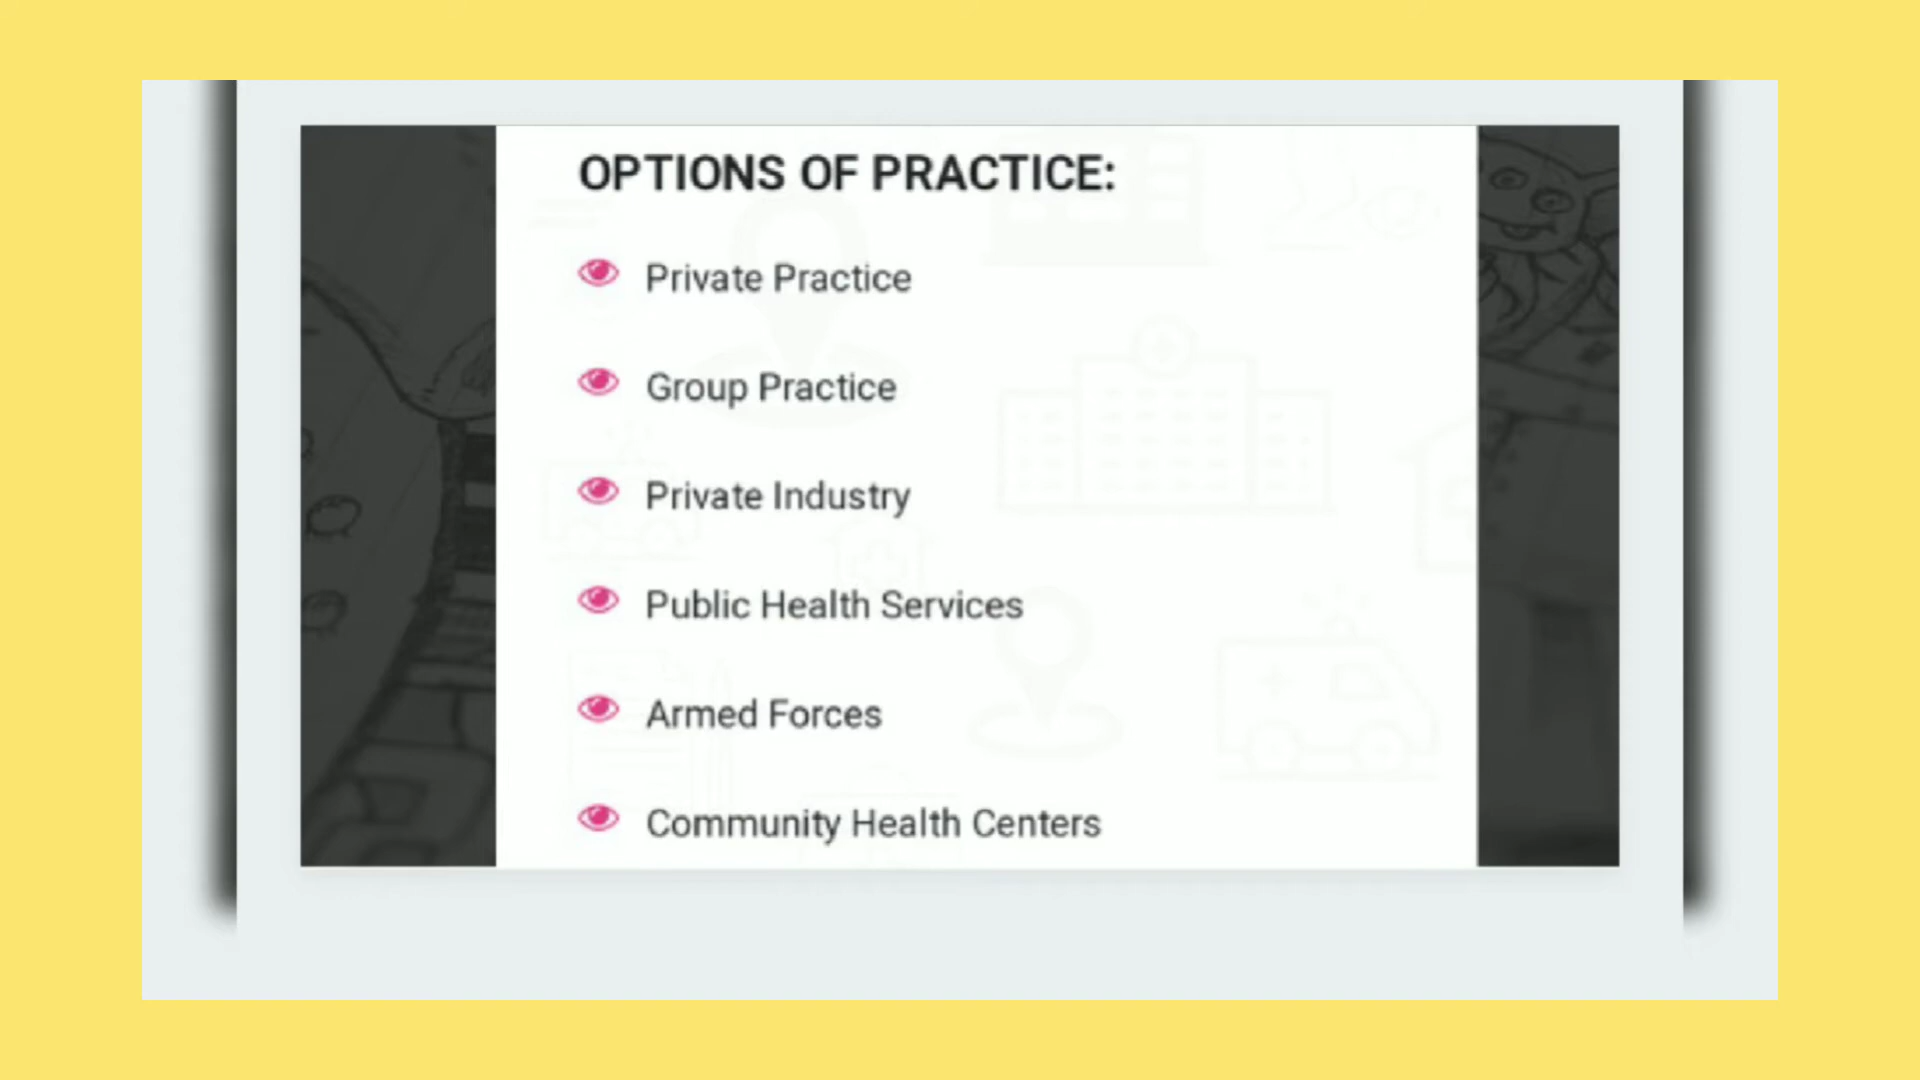 OPTIONS OF PRACTICE:
Private Practice
Group Practice
Private Industry
Public Health Services
Armed Forces
Community Health Centers